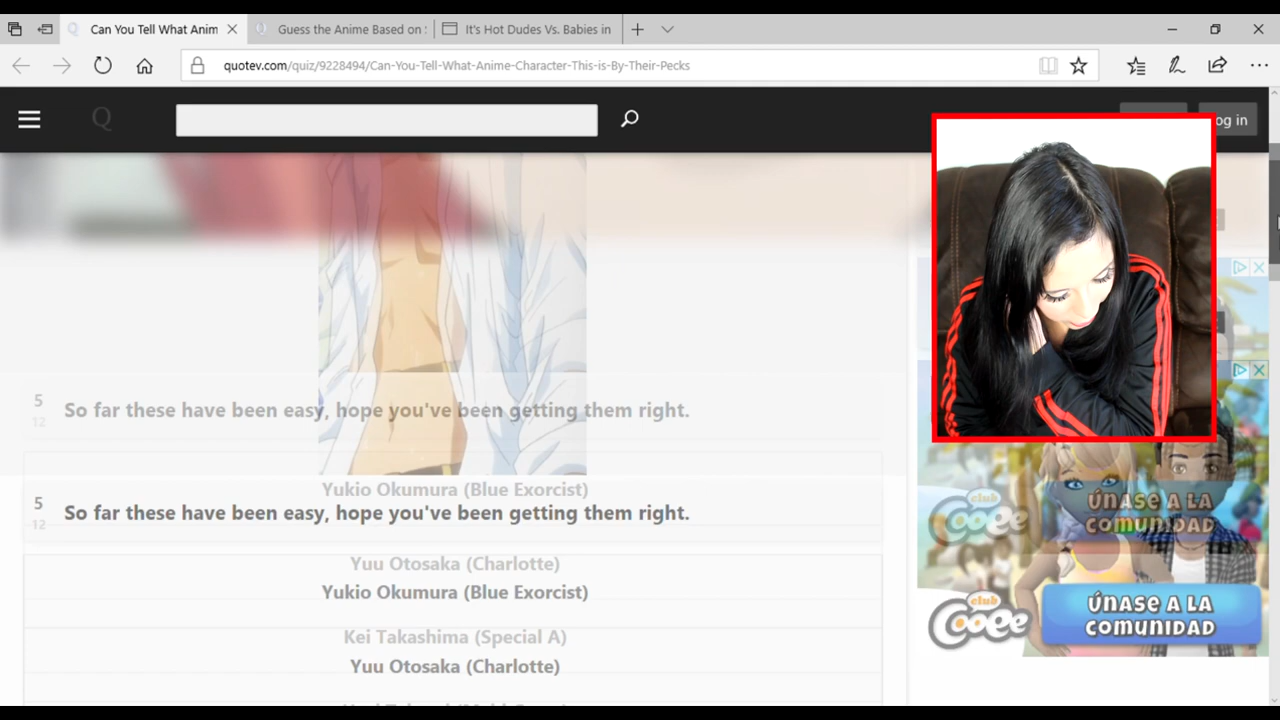 Can You Tell What Anim
Guess the Anime Based on
It's Hot Dudes Vs. Babies in
quotev.com/quiz/9228494/Can-You-Tell-What-Anime-Character-This-is-By-Their-Pecks
Q
og in
5
12
So far these have been easy, hope you've been getting them right.
Yukio Okumura (Blue Exorcist)
5
12
So far these have been easy, hope you've been getting them right.
Yuu Otosaka (Charlotte)
Yukio Okumura (Blue Exorcist)
Kei Takashima (Special A)
Yuu Otosaka (Charlotte)
club
Cooee
ÚNASE A LA
COMUNIDAD
club
Cooee
ÚNASE A LA
COMUNIDAD